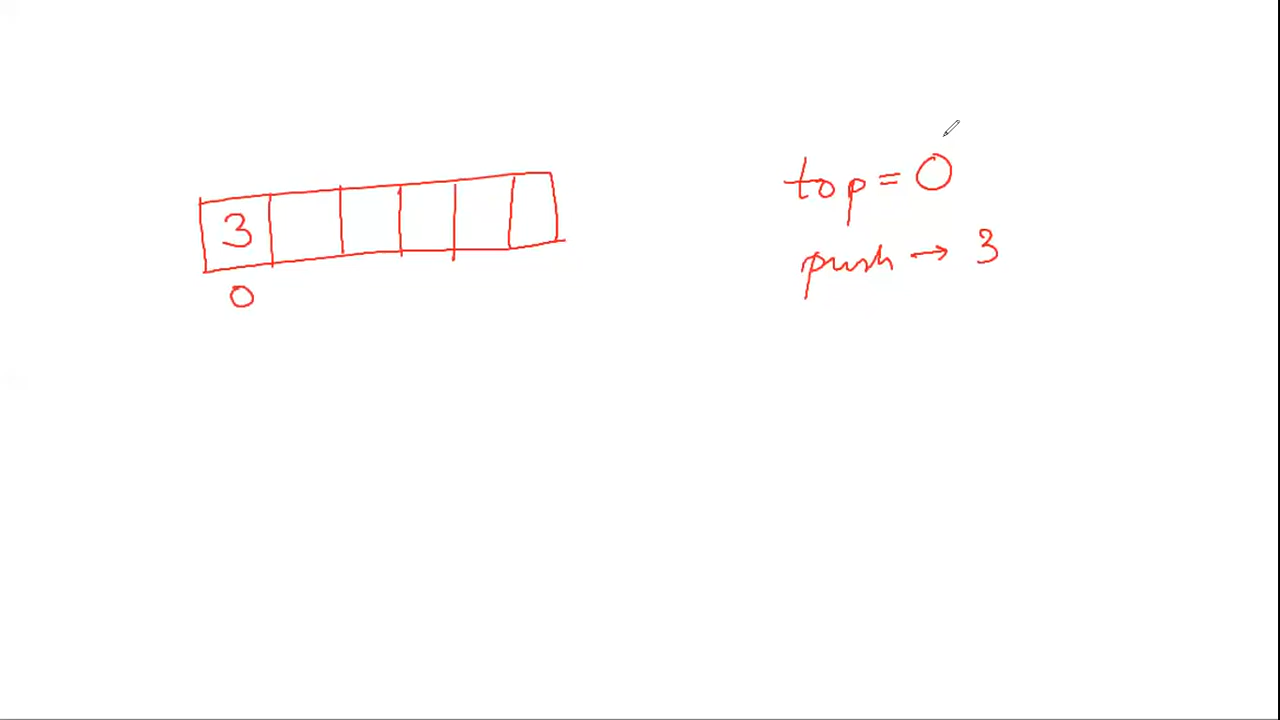 3
0
top = 0
push → 3